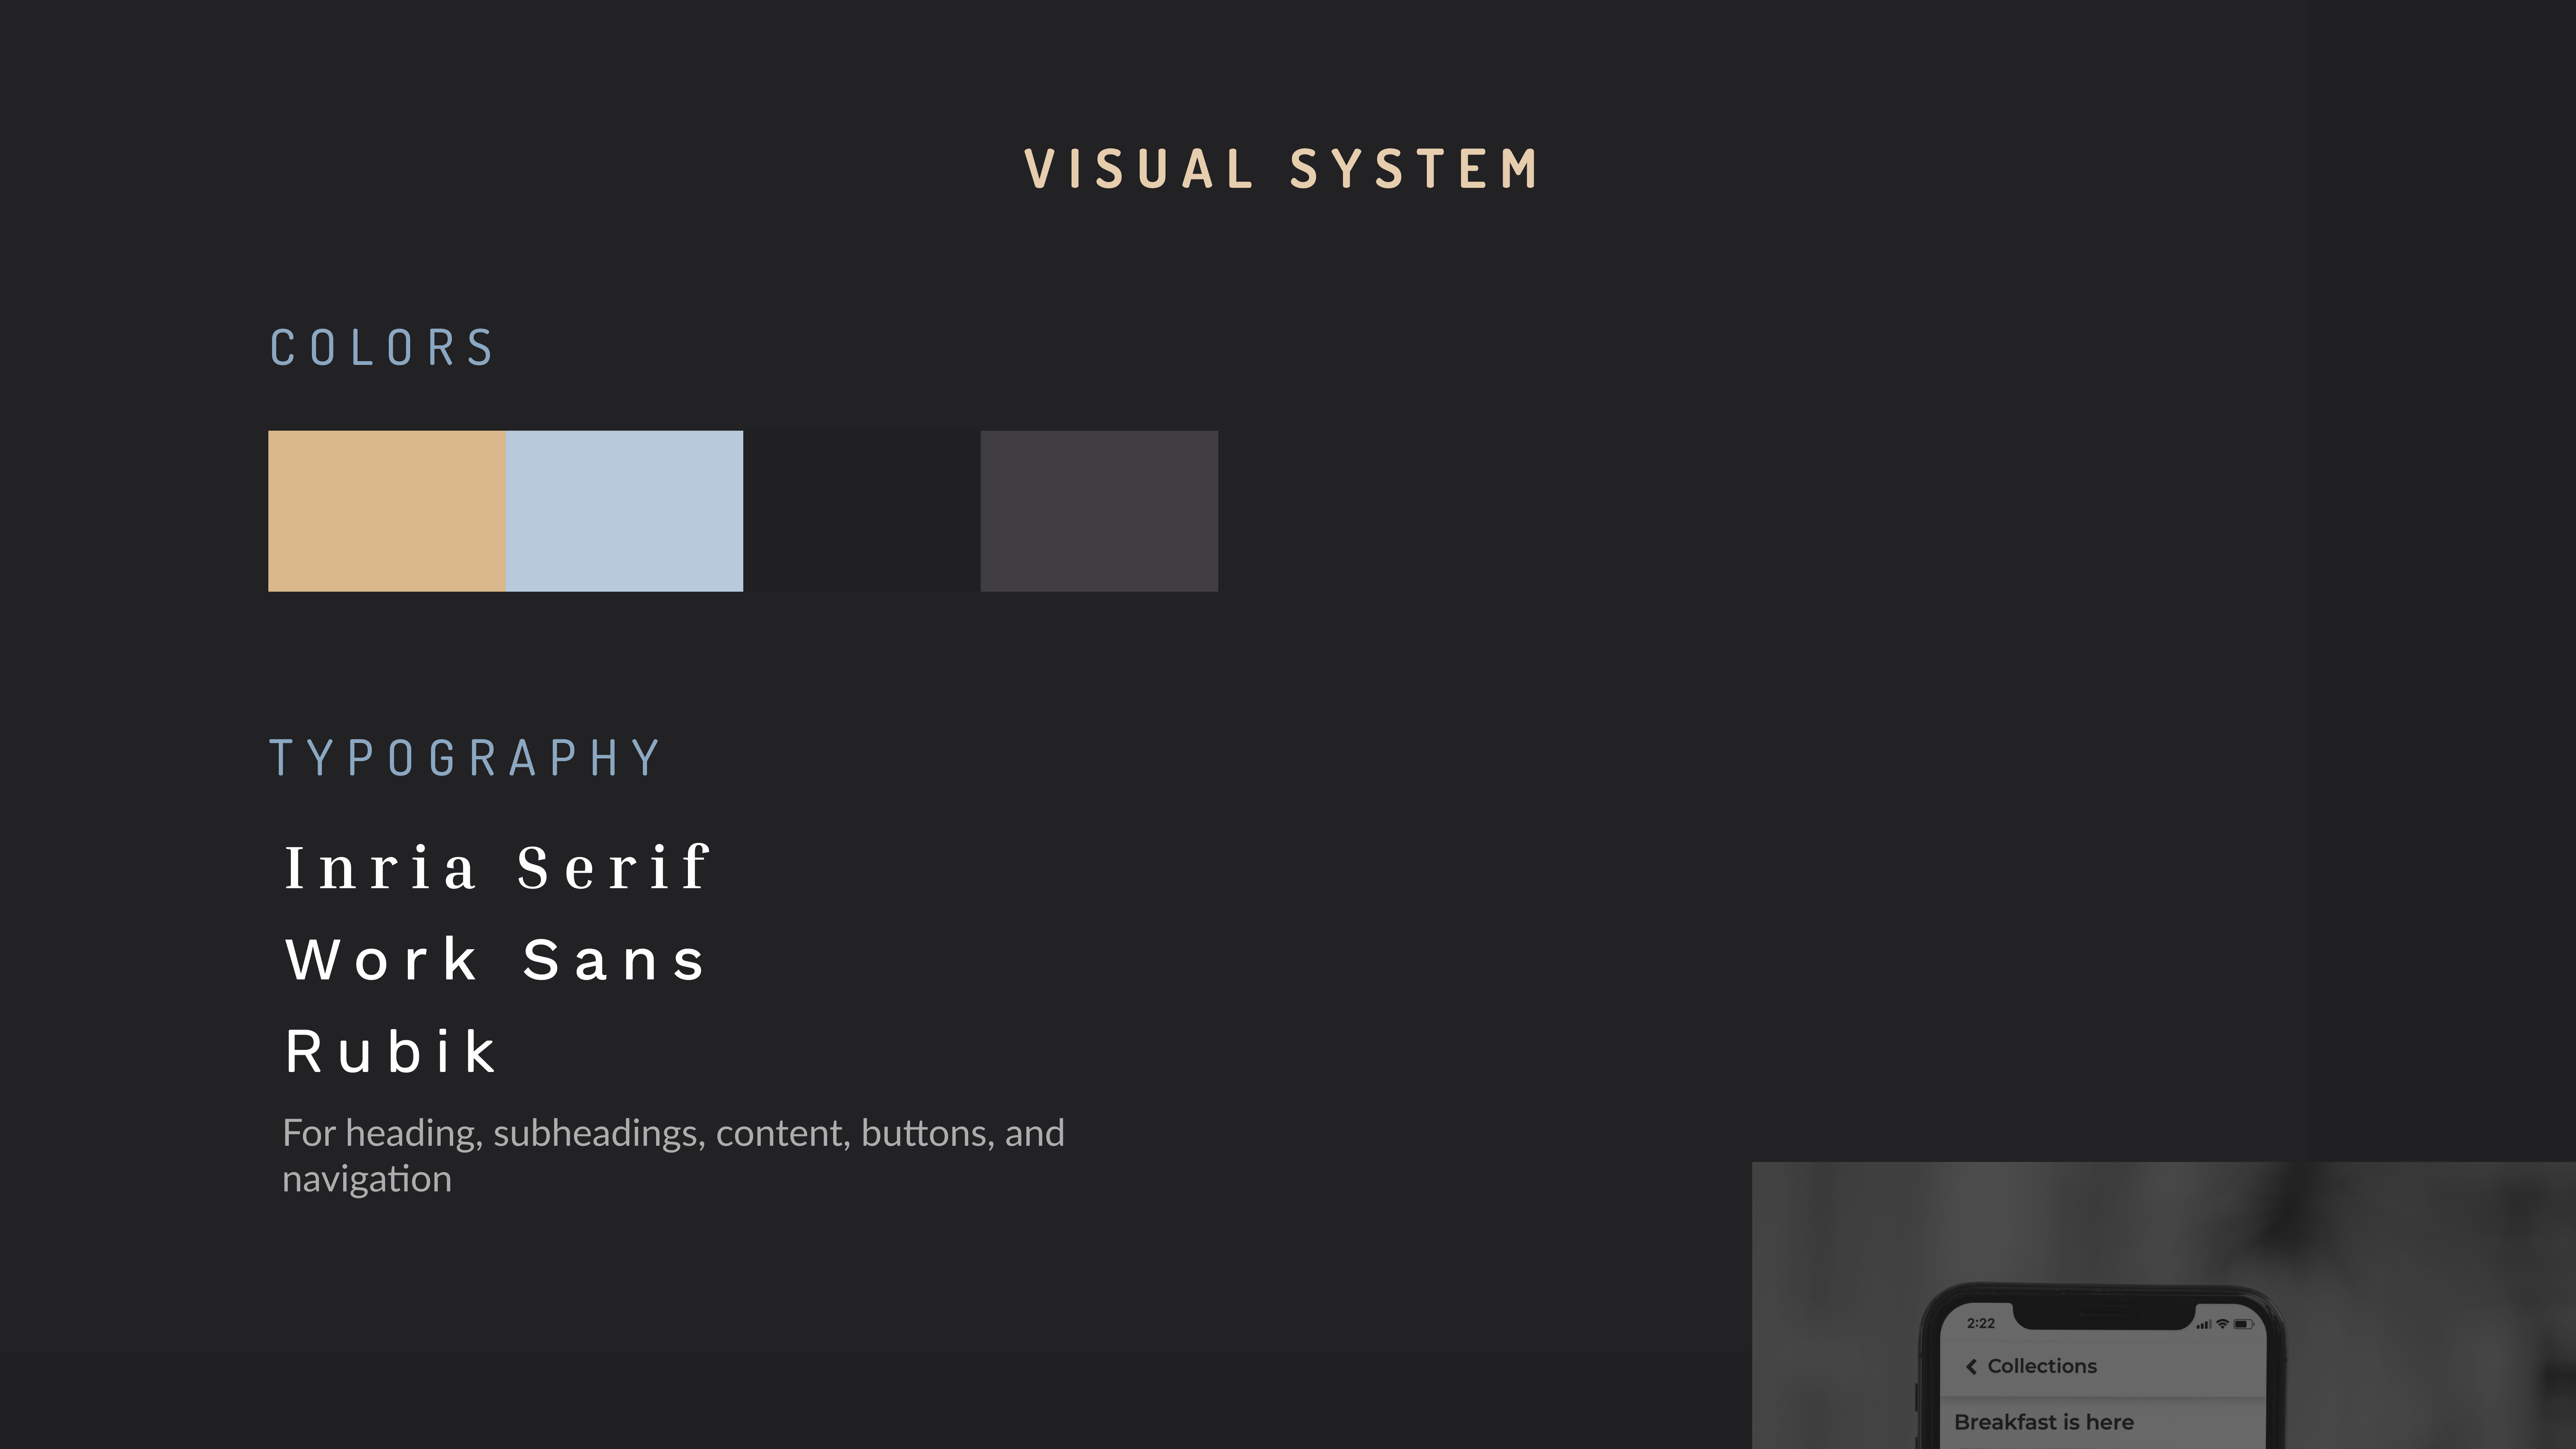 VISUAL SYSTEM
COLORS
TYPOGRAPHY
Inria Serif
Work Sans
Rubik
For heading, subheadings, content, buttons, and
navigation
2:22
Collections
Breakfast is here